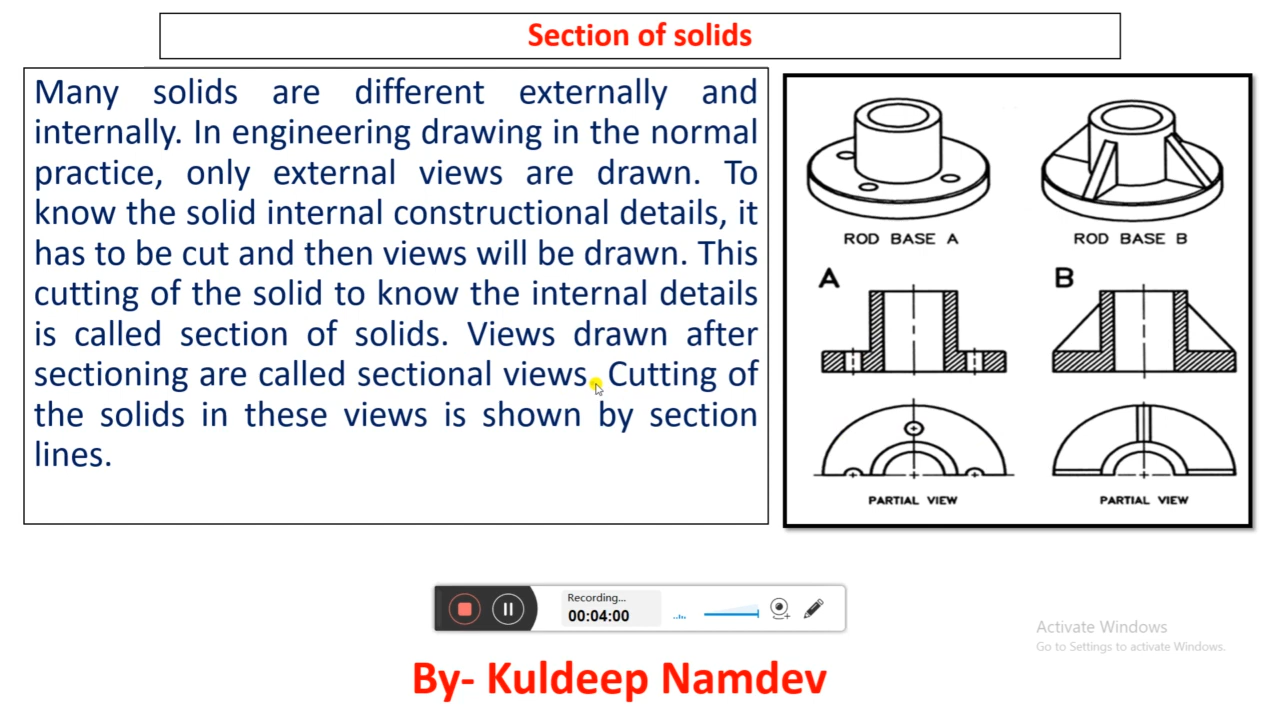 Section of solids
Many solids are different externally and
internally. In engineering drawing in the normal
practice, only external views are drawn. To
know the solid internal constructional details, it
has to be cut and then views will be drawn. This
cutting of the solid to know the internal details
is called section of solids. Views drawn after
sectioning are called sectional views. Cutting of
the solids in these views is shown by section
lines.
ROD BASE A
ROD BASE B
A
B
PARTIAL VIEW
PARTIAL VIEW
Recording...
00:04:00
Activate Windows
Go to Settings to activate Windows.
By- Kuldeep Namdev